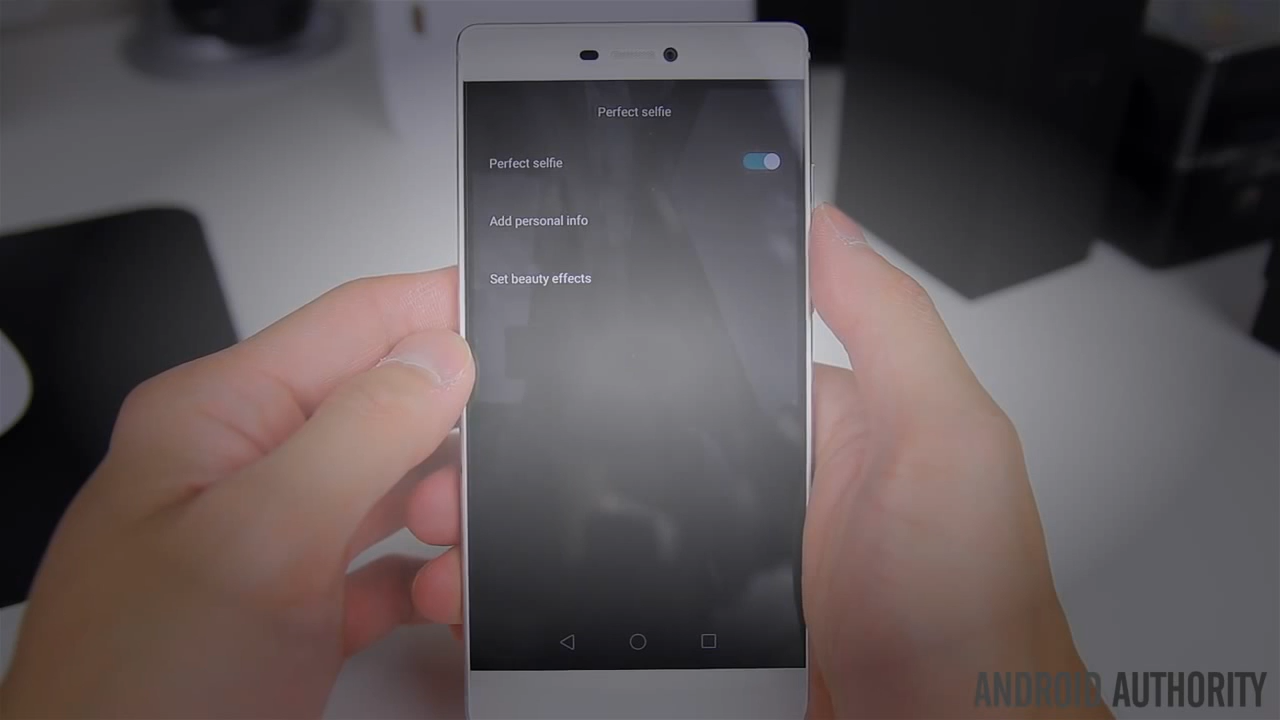 Perfect selfie
Perfect selfie
Add personal info
Set beauty effects
ANDROID AUTHORITY